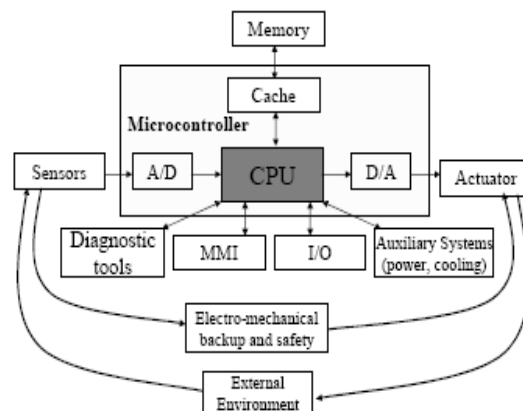 Memory
Cache
Microcontroller
Sensors
A/D
CPU
D/A
Actuator
Diagnostic
tools
MMI
I/O
Auxiliary Systems
(power, cooling)
Electro-mechanical
backup and safety
External
Environment